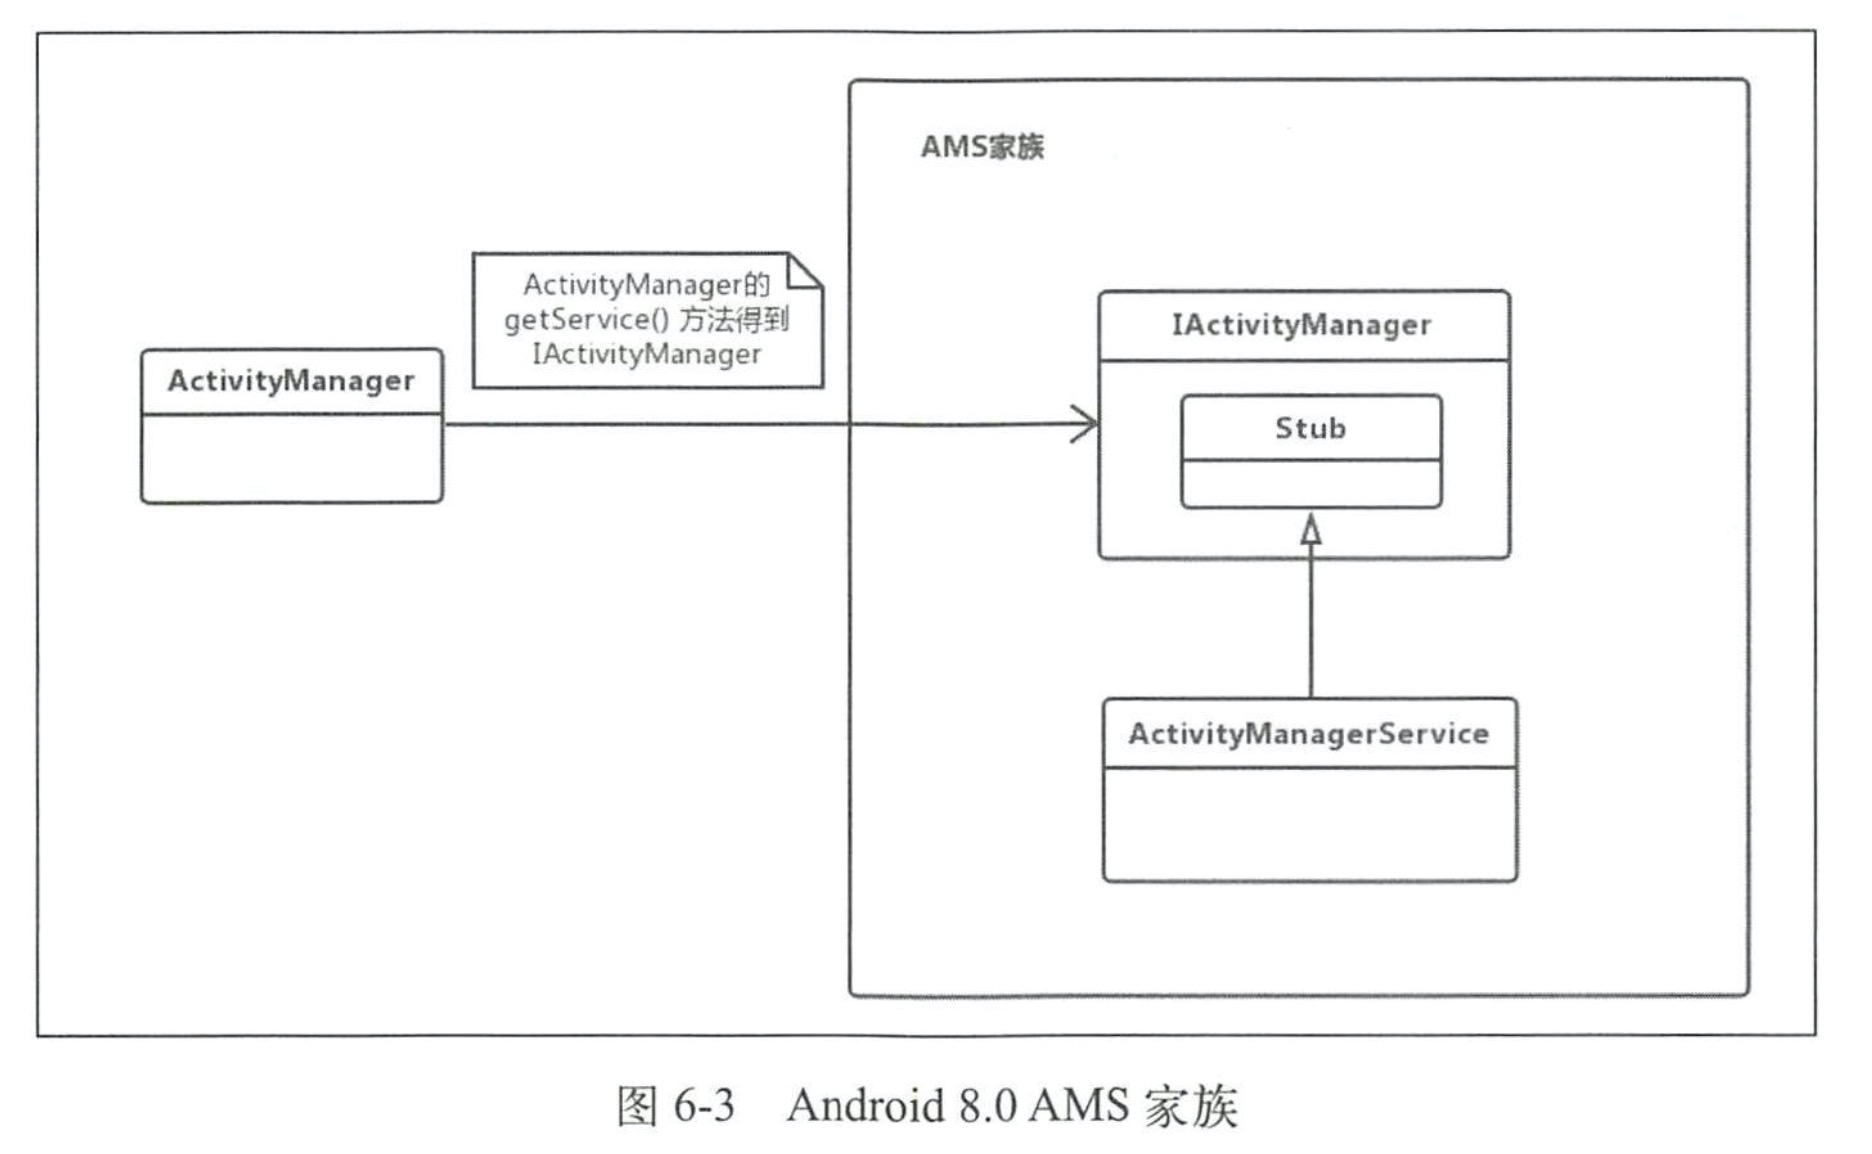 AMS家族
ActivityManager的
getService() 方法得到
IActivityManager
ActivityManager
IActivityManager
Stub
ActivityManagerService
图 6-3 Android 8.0 AMS 家族